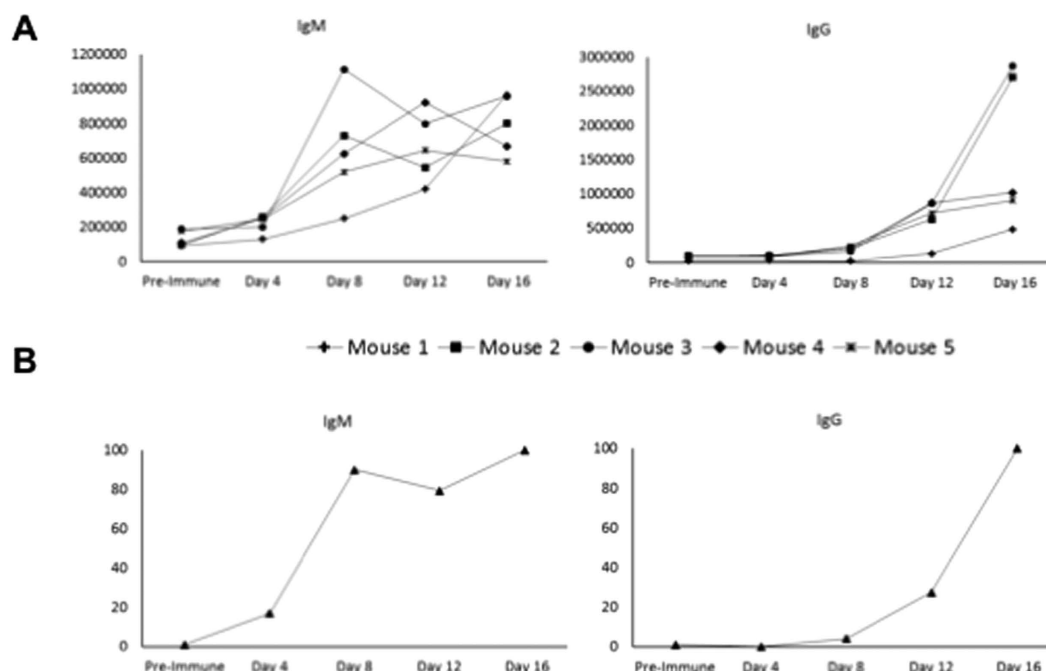 A
IgM
1200000
1000000
800000
600000
400000
200000
0
Pre-Immune Day 4 Day 8 Day 12 Day 16
IgG
3000000
2500000
2000000
1500000
1000000
500000
0
Pre-Immune Day 4 Day 8 Day 12 Day 16
Mouse 1 Mouse 2 Mouse 3 Mouse 4 Mouse 5
B
IgM
100
80
60
40
20
0
Pre-Immune Day 4 Day 8 Day 12 Day 16
IgG
100
80
60
40
20
0
Pre-Immune Day 4 Day 8 Day 12 Day 16